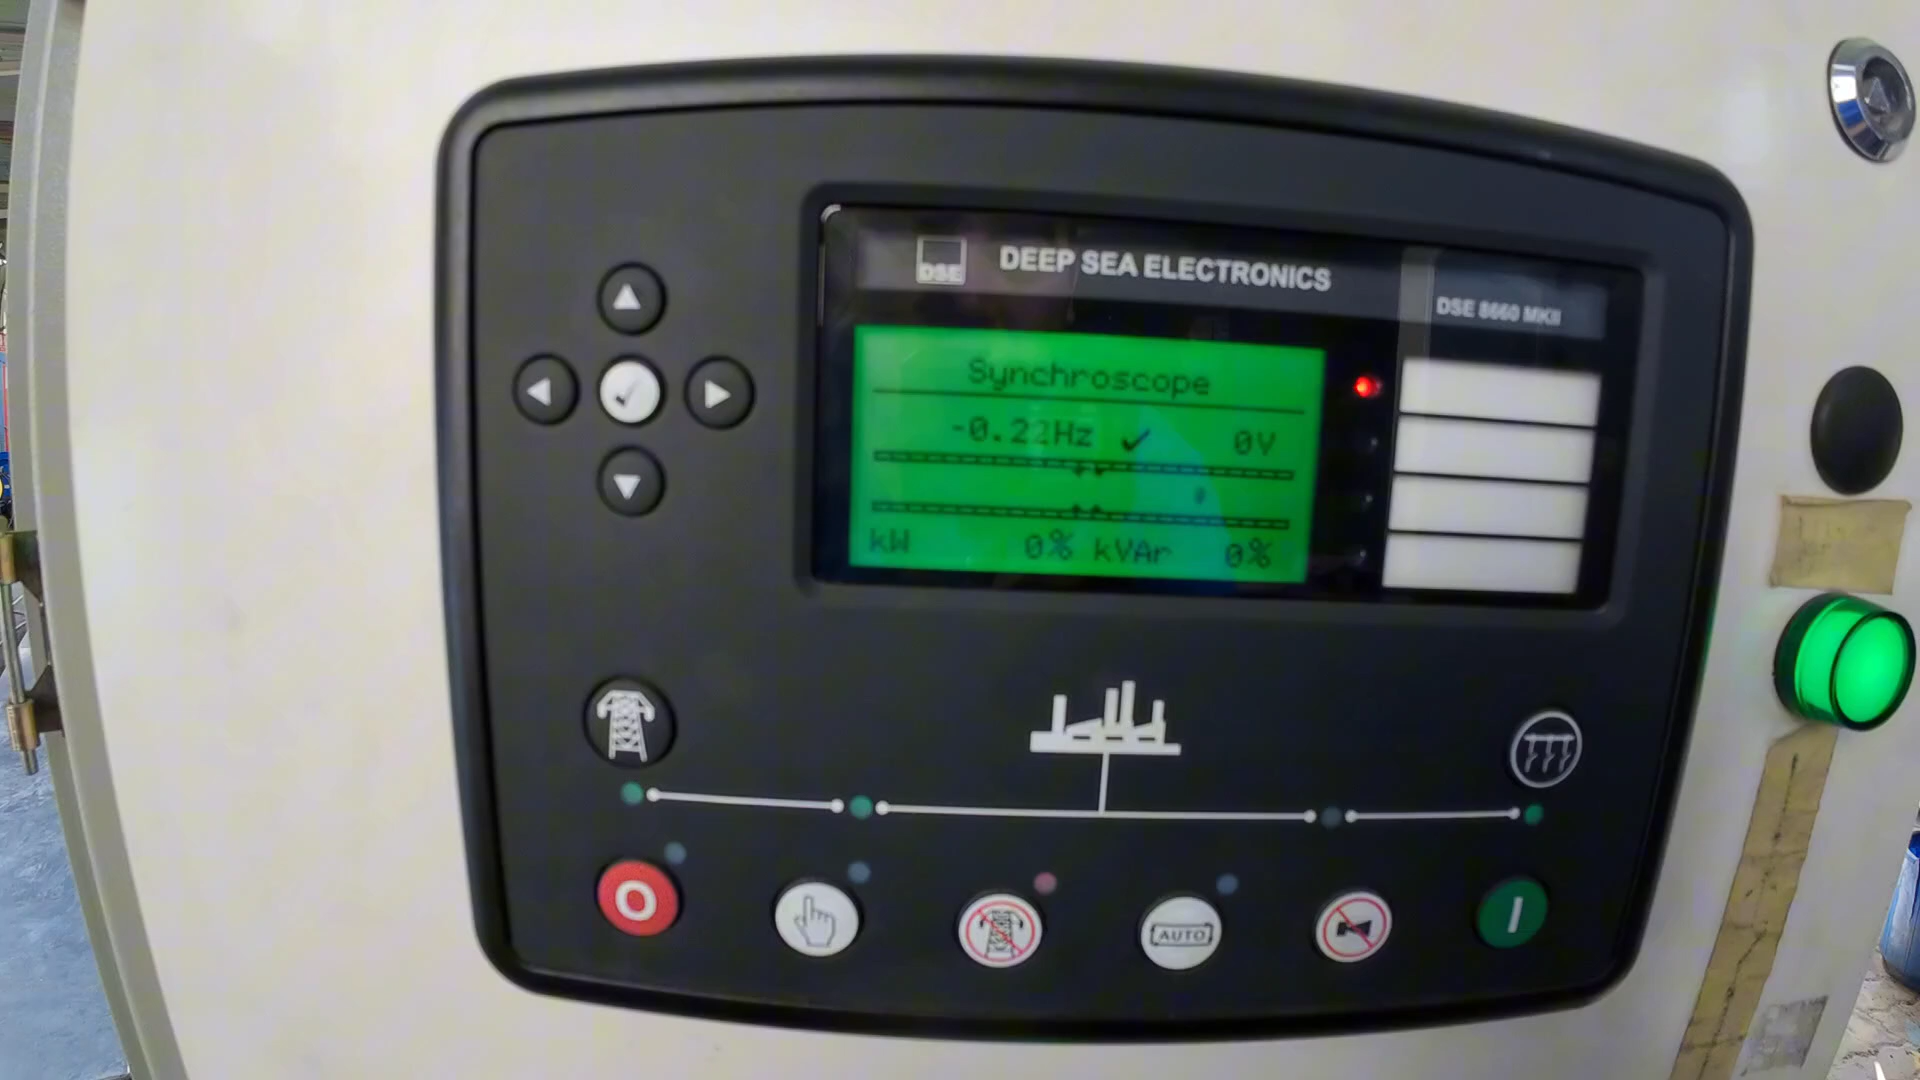 DSE DEEP SEA ELECTRONICS
DSE 8660 MKII
Synchroscope
-0.22Hz ✓ 0V
kW 0% kVAr 0%
O
AUTO
I